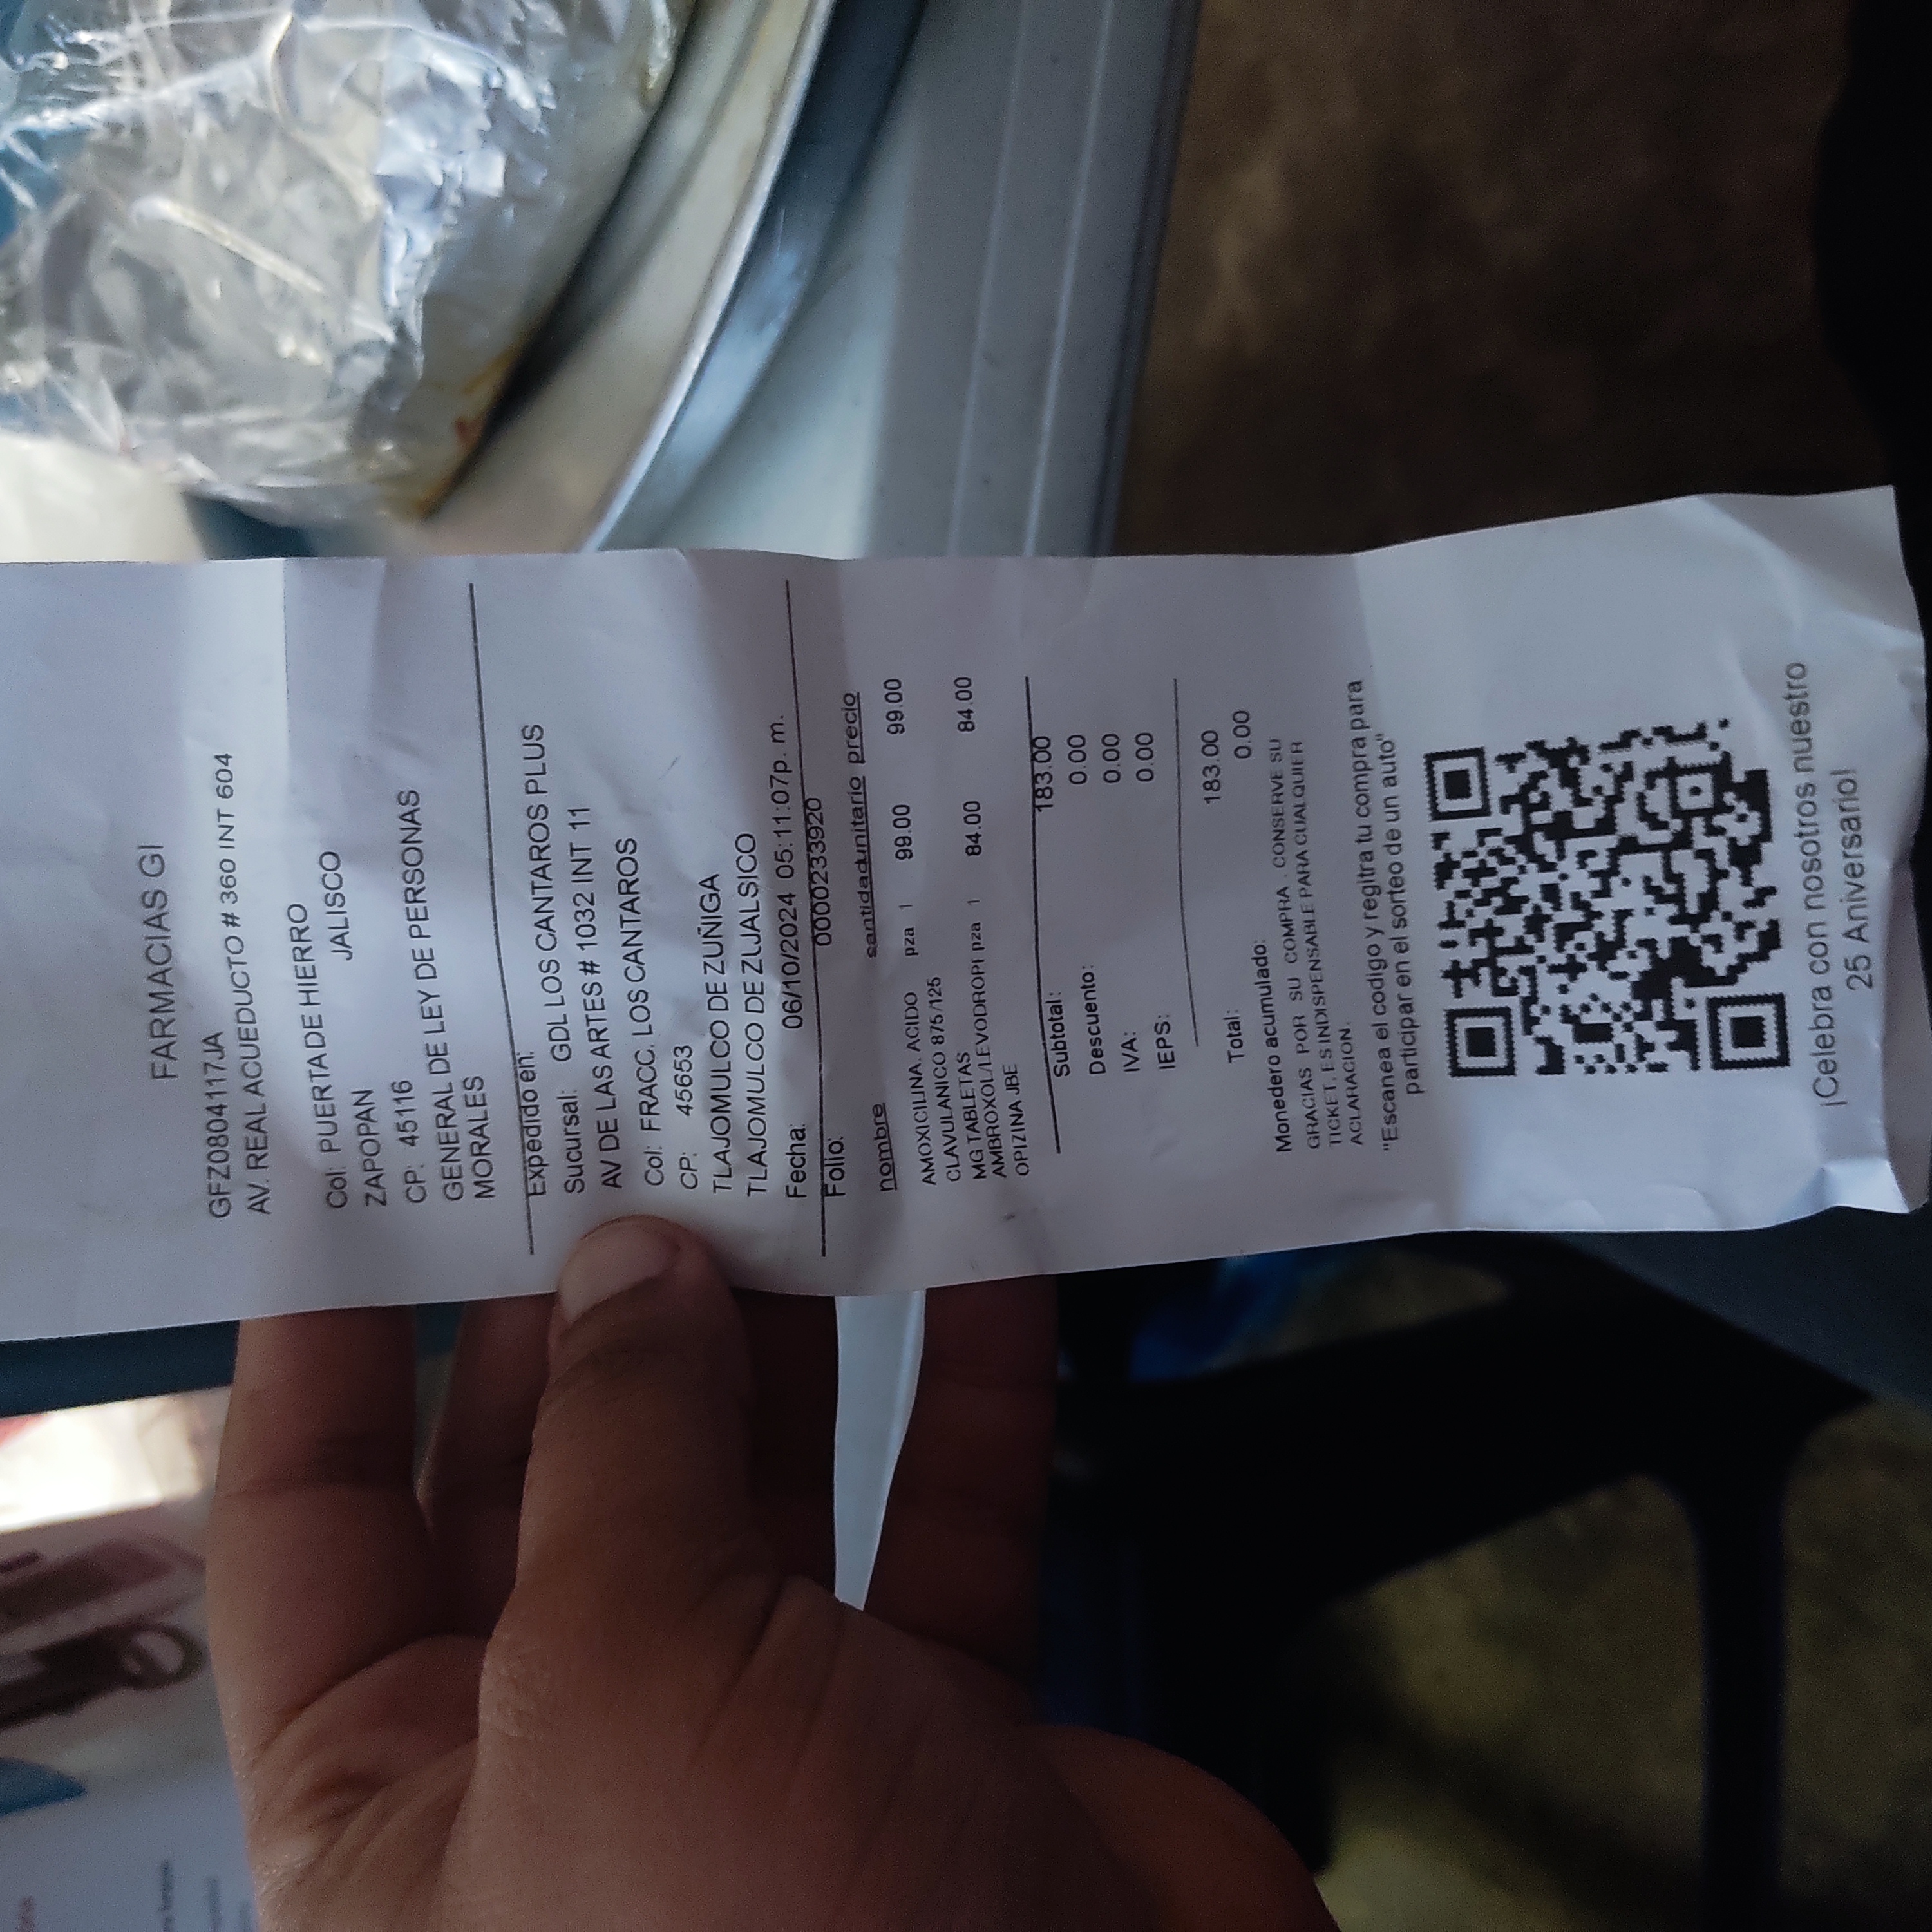 FARMACIAS GI
GFZ0804117JA
AV. REAL ACUEDUCTO # 360 INT 604
Col: PUERTA DE HIERRO
ZAPOPAN JALISCO
CP: 45116
GENERAL DE LEY DE PERSONAS
MORALES
Expedido en:
Sucursal: GDL LOS CANTAROS PLUS
AV DE LAS ARTES # 1032 INT 11
Col: FRACC. LOS CANTAROS
CP: 45653
TLAJOMULCO DE ZUÑIGA
TLAJOMULCO DE ZUJALSICO
Fecha: 06/10/2024 05:11:07p. m.
Folio: 0000233920
nombre santidadunitario precio
AMOXICILINA. ACIDO pza 1 99.00 99.00
CLAVULANICO 875/125
MG TABLETAS
AMBROXOL/LEVODROPI pza 1 84.00 84.00
OPIZINA JBE
Subtotal: 183.00
Descuento: 0.00
IVA: 0.00
IEPS: 0.00
Total: 183.00
Monedero acumulado: 0.00
GRACIAS POR SU COMPRA . CONSERVE SU
TICKET, ES INDISPENSABLE PARA CUALQUIER
ACLARACION.
"Escanea el codigo y regitra tu compra para
participar en el sorteo de un auto"
¡Celebra con nosotros nuestro
25 Aniversario!